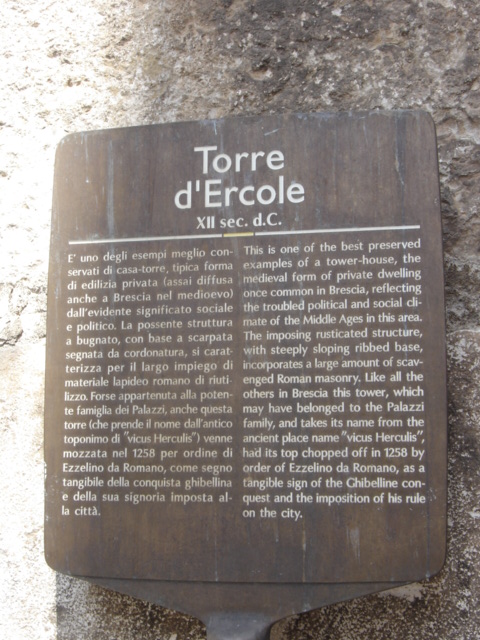 Torre
d'Ercole
XII sec. d.C.
E' uno degli esempi meglio con-
servati di casa-torre, tipica forma
di edilizia privata (assai diffusa
anche a Brescia nel medioevo)
dall'evidente significato sociale
e politico. La possente struttura
a bugnato, con base a scarpata
segnata da cordonatura, si carat-
terizza per il largo impiego di
materiale lapideo romano di riuti-
lizzo. Forse appartenuta alla poten-
te famiglia dei Palazzi, anche questa
torre (che prende il nome dall'antico
toponimo di "vicus Herculis") venne
mozzata nel 1258 per ordine di
Ezzelino da Romano, come segno
tangibile della conquista ghibellina
e della sua signoria imposta al-
la città.
This is one of the best preserved
examples of a tower-house, the
medieval form of private dwelling
once common in Brescia, reflecting
the troubled political and social cli-
mate of the Middle Ages in this area.
The imposing rusticated structure,
with steeply sloping ribbed base,
incorporates a large amount of scav-
enged Roman masonry. Like all the
others in Brescia this tower, which
may have belonged to the Palazzi
family, and takes its name from the
ancient place name "vicus Herculis",
had its top chopped off in 1258 by
order of Ezzelino da Romano, as a
tangible sign of the Ghibelline con-
quest and the imposition of his rule
on the city.